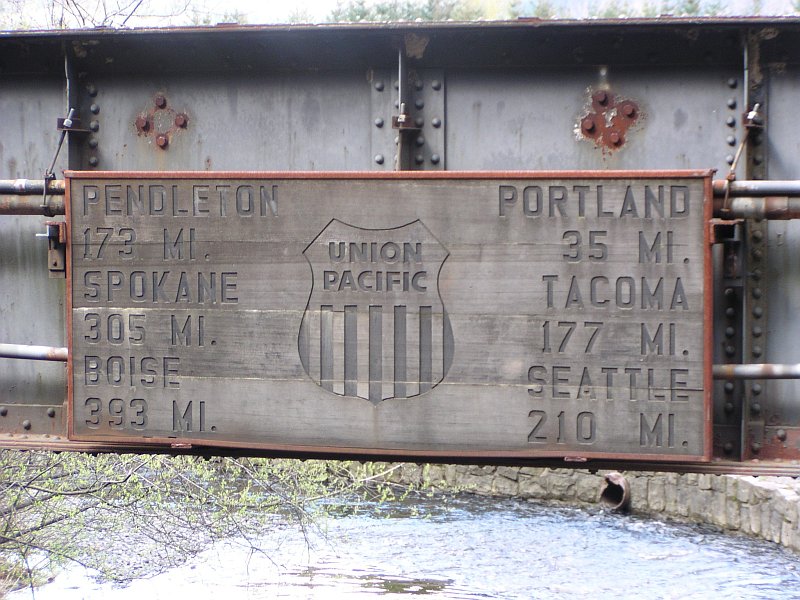 PENDLETON
173 MI.
SPOKANE
305 MI.
BOISE
393 MI.
UNION
PACIFIC
PORTLAND
35 MI.
TACOMA
177 MI.
SEATTLE
210 MI.